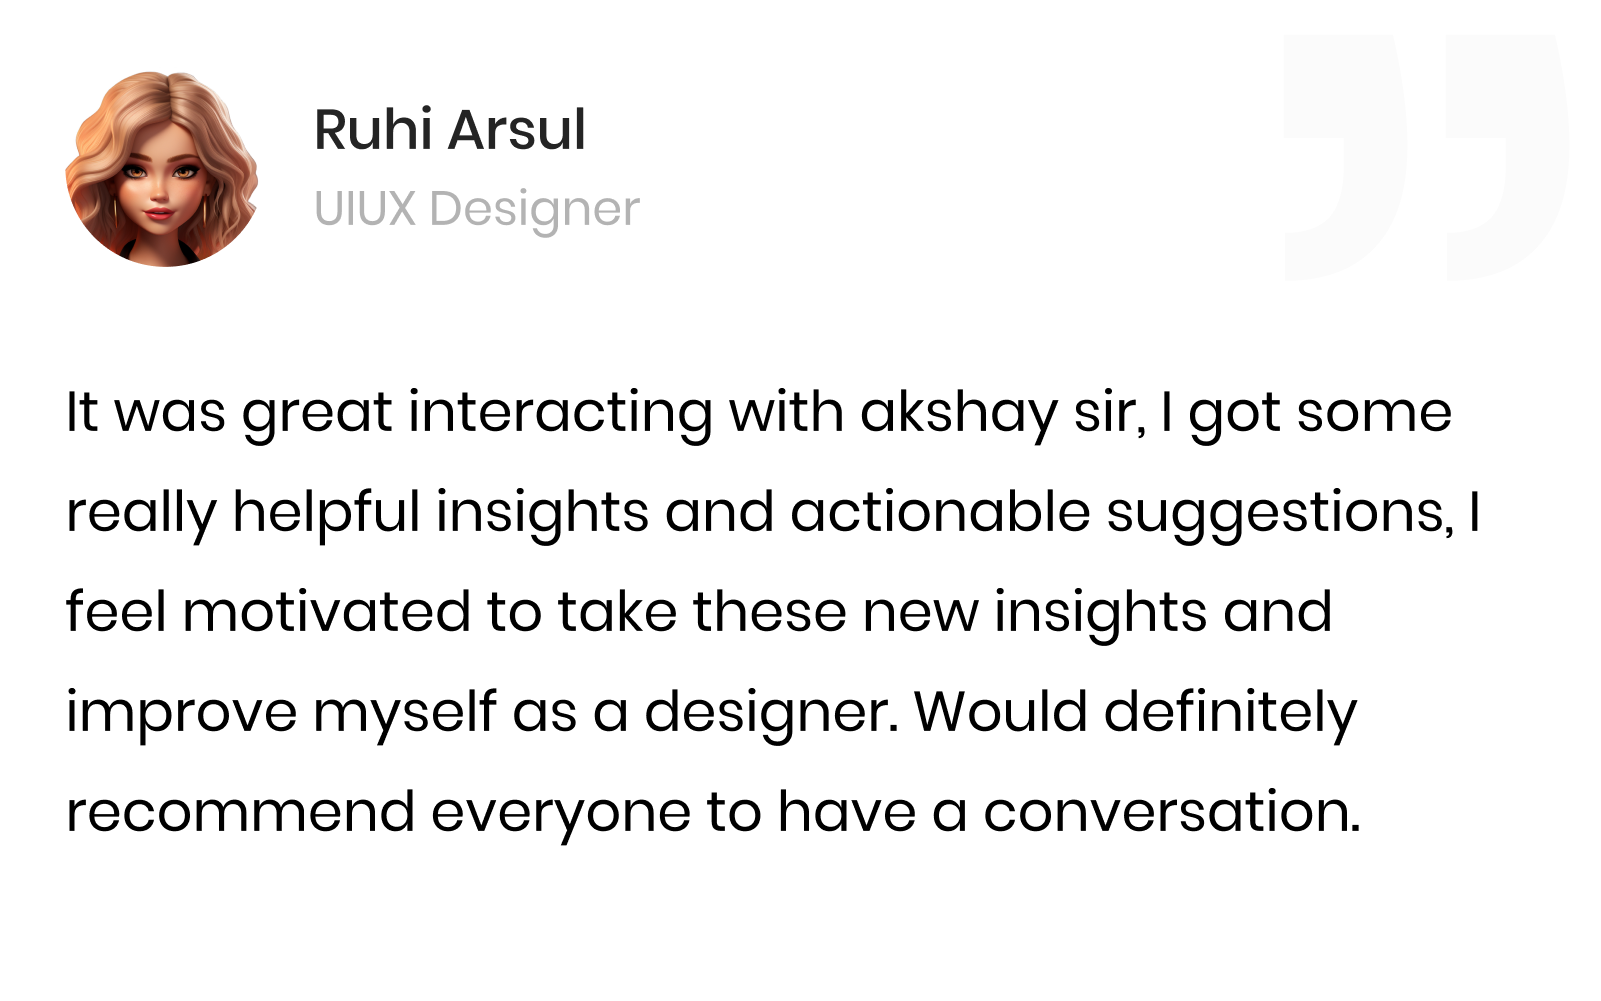 Ruhi Arsul
UIUX Designer
It was great interacting with akshay sir, I got some
really helpful insights and actionable suggestions, I
feel motivated to take these new insights and
improve myself as a designer. Would definitely
recommend everyone to have a conversation.